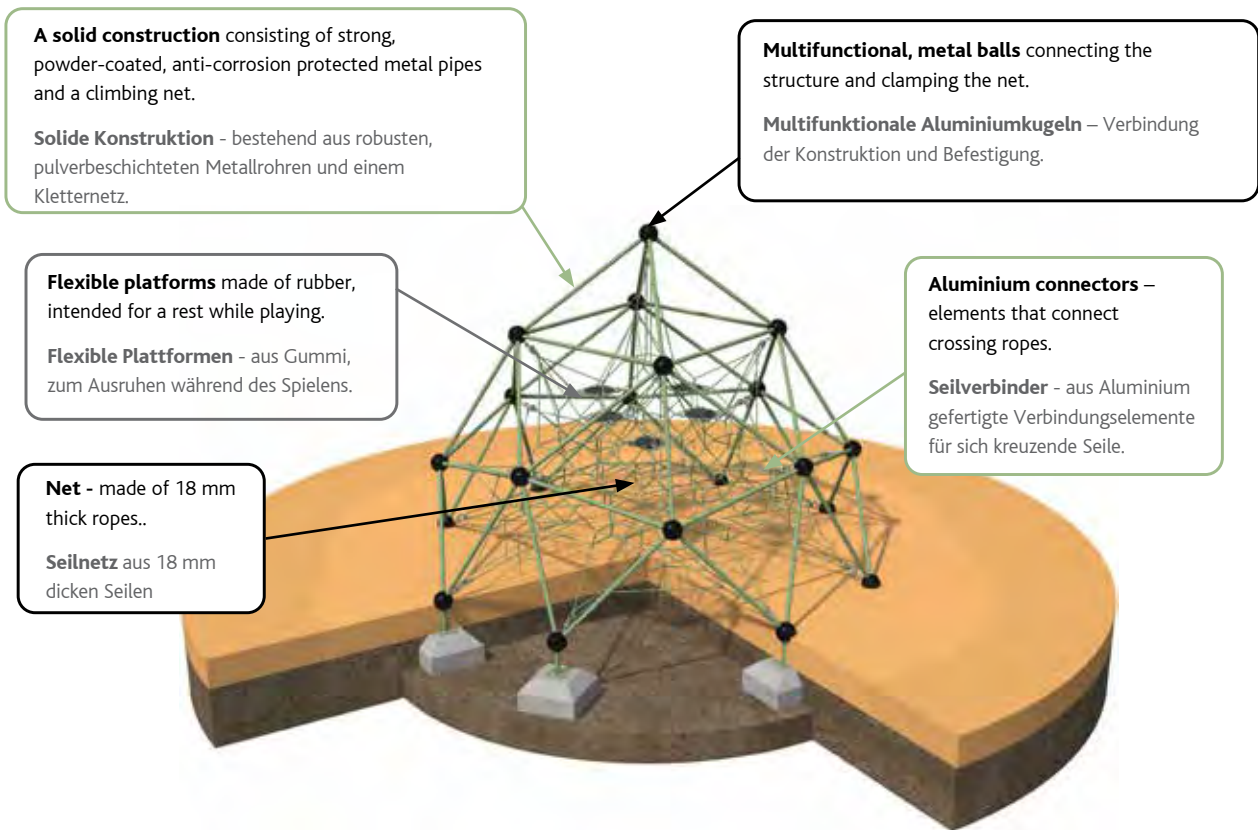 A solid construction consisting of strong,
powder-coated, anti-corrosion protected metal pipes
and a climbing net.
Solide Konstruktion - bestehend aus robusten,
pulverbeschichteten Metallrohren und einem
Kletternetz.
Multifunctional, metal balls connecting the
structure and clamping the net.
Multifunktionale Aluminiumkugeln – Verbindung
der Konstruktion und Befestigung.
Flexible platforms made of rubber,
intended for a rest while playing.
Flexible Plattformen - aus Gummi,
zum Ausruhen während des Spielens.
Aluminium connectors –
elements that connect
crossing ropes.
Seilverbinder - aus Aluminium
gefertigte Verbindungselemente
für sich kreuzende Seile.
Net - made of 18 mm
thick ropes..
Seilnetz aus 18 mm
dicken Seilen